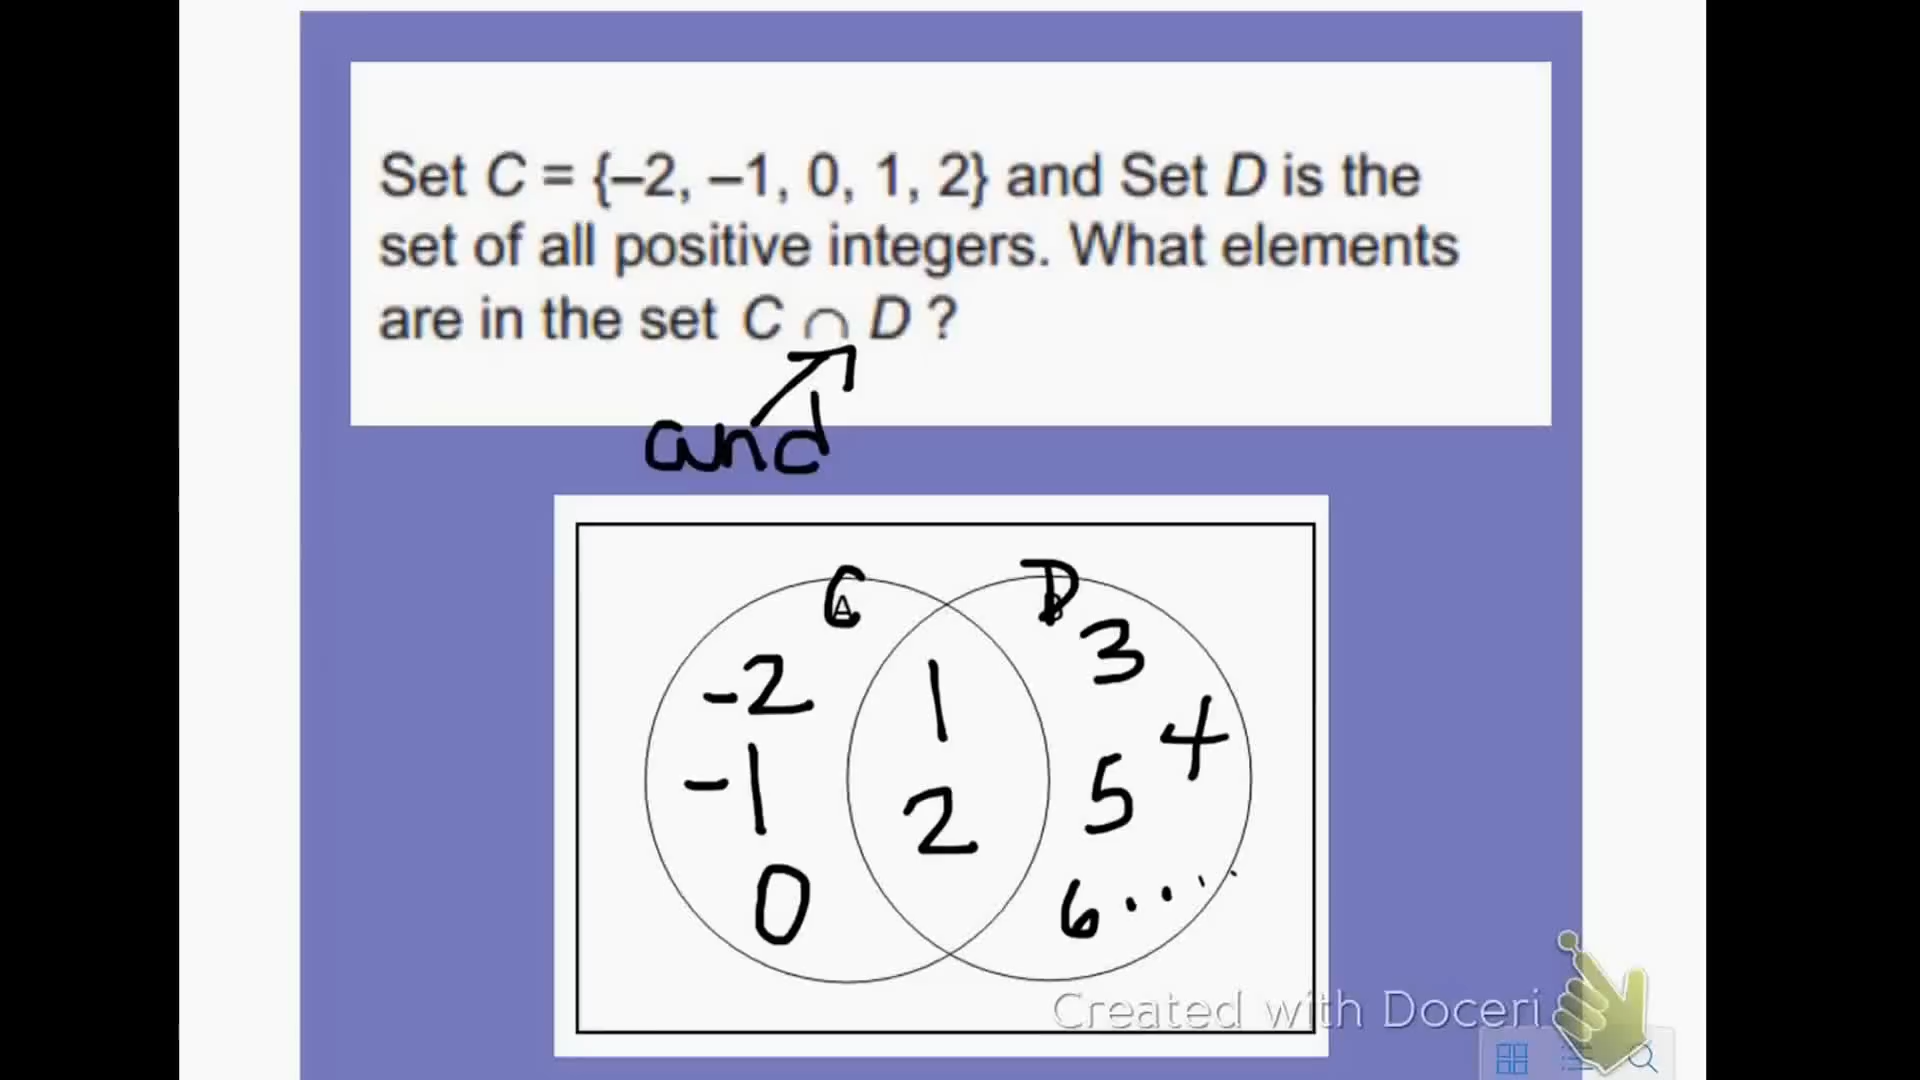 Set C = {–2, –1, 0, 1, 2} and Set D is the
set of all positive integers. What elements
are in the set C ∩ D ?
and
C D
A
3
-2 1 4
-1 2 5
0 6....
Created with Doceri